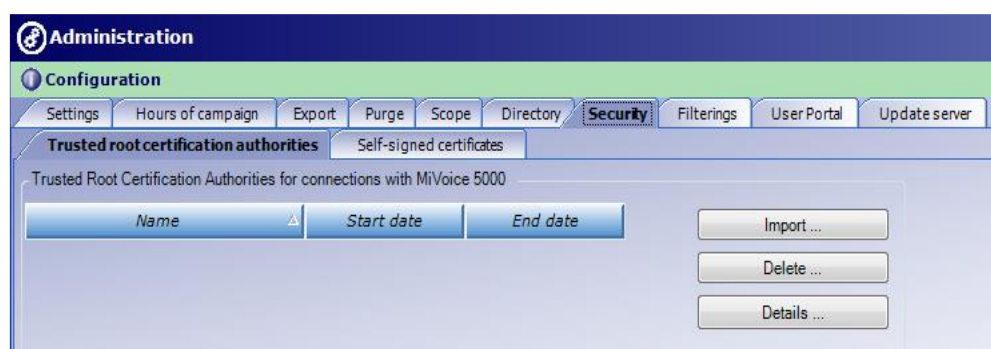 Administration
Configuration
Settings Hours of campaign Export Purge Scope Directory Security Filterings User Portal Update server
Trusted root certification authorities Self-signed certificates
Trusted Root Certification Authorities for connections with MiVoice 5000
Name Start date End date Import ...
Delete ...
Details ...